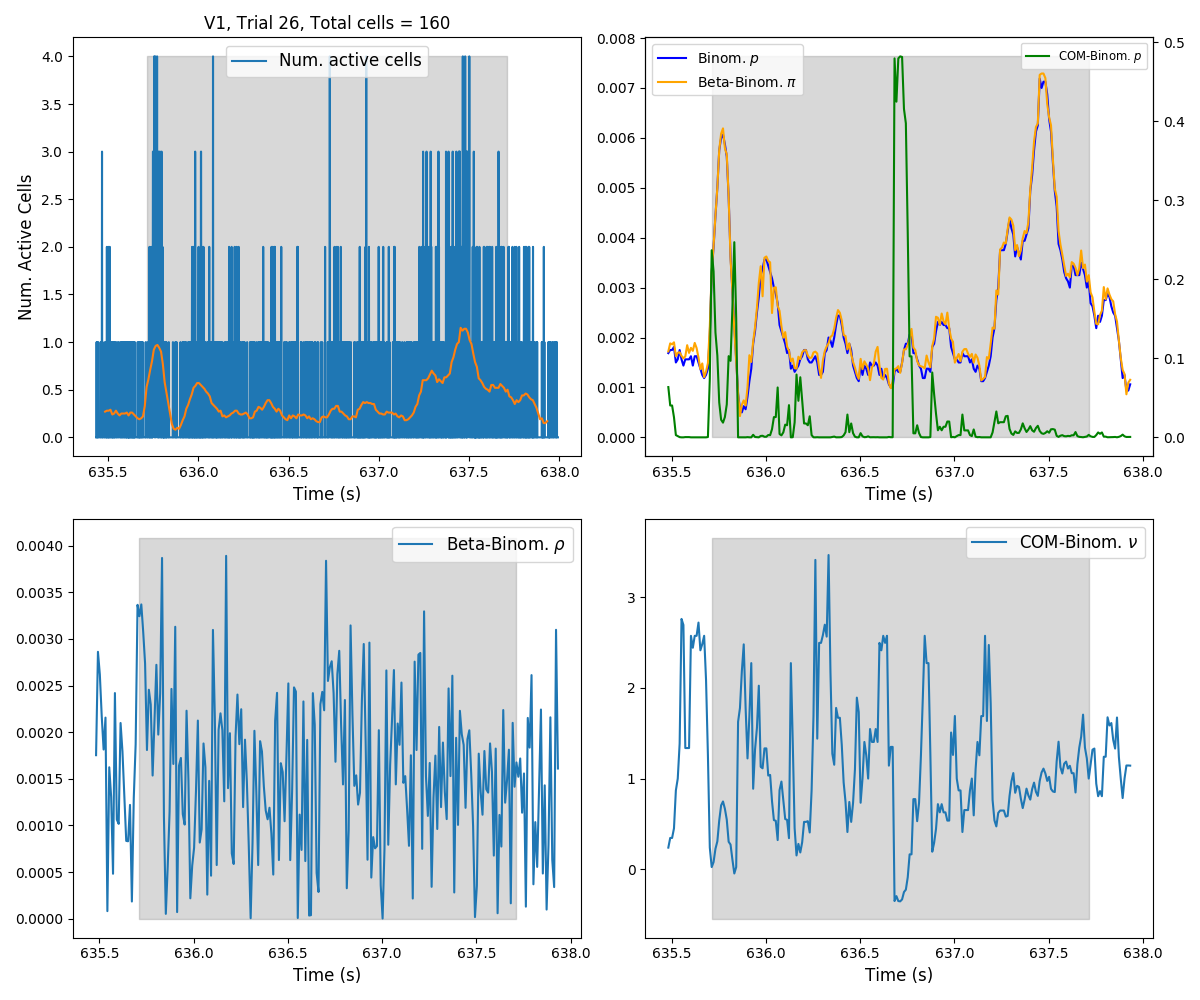 V1, Trial 26, Total cells = 160
Num. active cells
Num. Active Cells
4.0
3.5
3.0
2.5
2.0
1.5
1.0
0.5
0.0
635.5 636.0 636.5 637.0 637.5 638.0
Time (s)
Binom. p
Beta-Binom. π
COM-Binom. p
0.008
0.007
0.006
0.005
0.004
0.003
0.002
0.001
0.000
0.5
0.4
0.3
0.2
0.1
0.0
635.5 636.0 636.5 637.0 637.5 638.0
Time (s)
Beta-Binom. ρ
0.0040
0.0035
0.0030
0.0025
0.0020
0.0015
0.0010
0.0005
0.0000
635.5 636.0 636.5 637.0 637.5 638.0
Time (s)
COM-Binom. ν
3
2
1
0
635.5 636.0 636.5 637.0 637.5 638.0
Time (s)